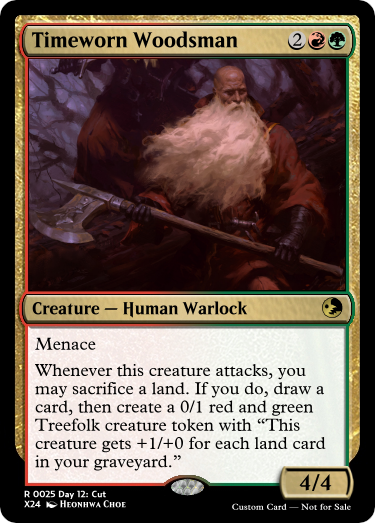 Timeworn Woodsman 2
Creature — Human Warlock
Menace
Whenever this creature attacks, you
may sacrifice a land. If you do, draw a
card, then create a 0/1 red and green
Treefolk creature token with “This
creature gets +1/+0 for each land card
in your graveyard.”
4/4
R 0025 Day 12: Cut
X24 Heonhwa Choe
Custom Card — Not for Sale